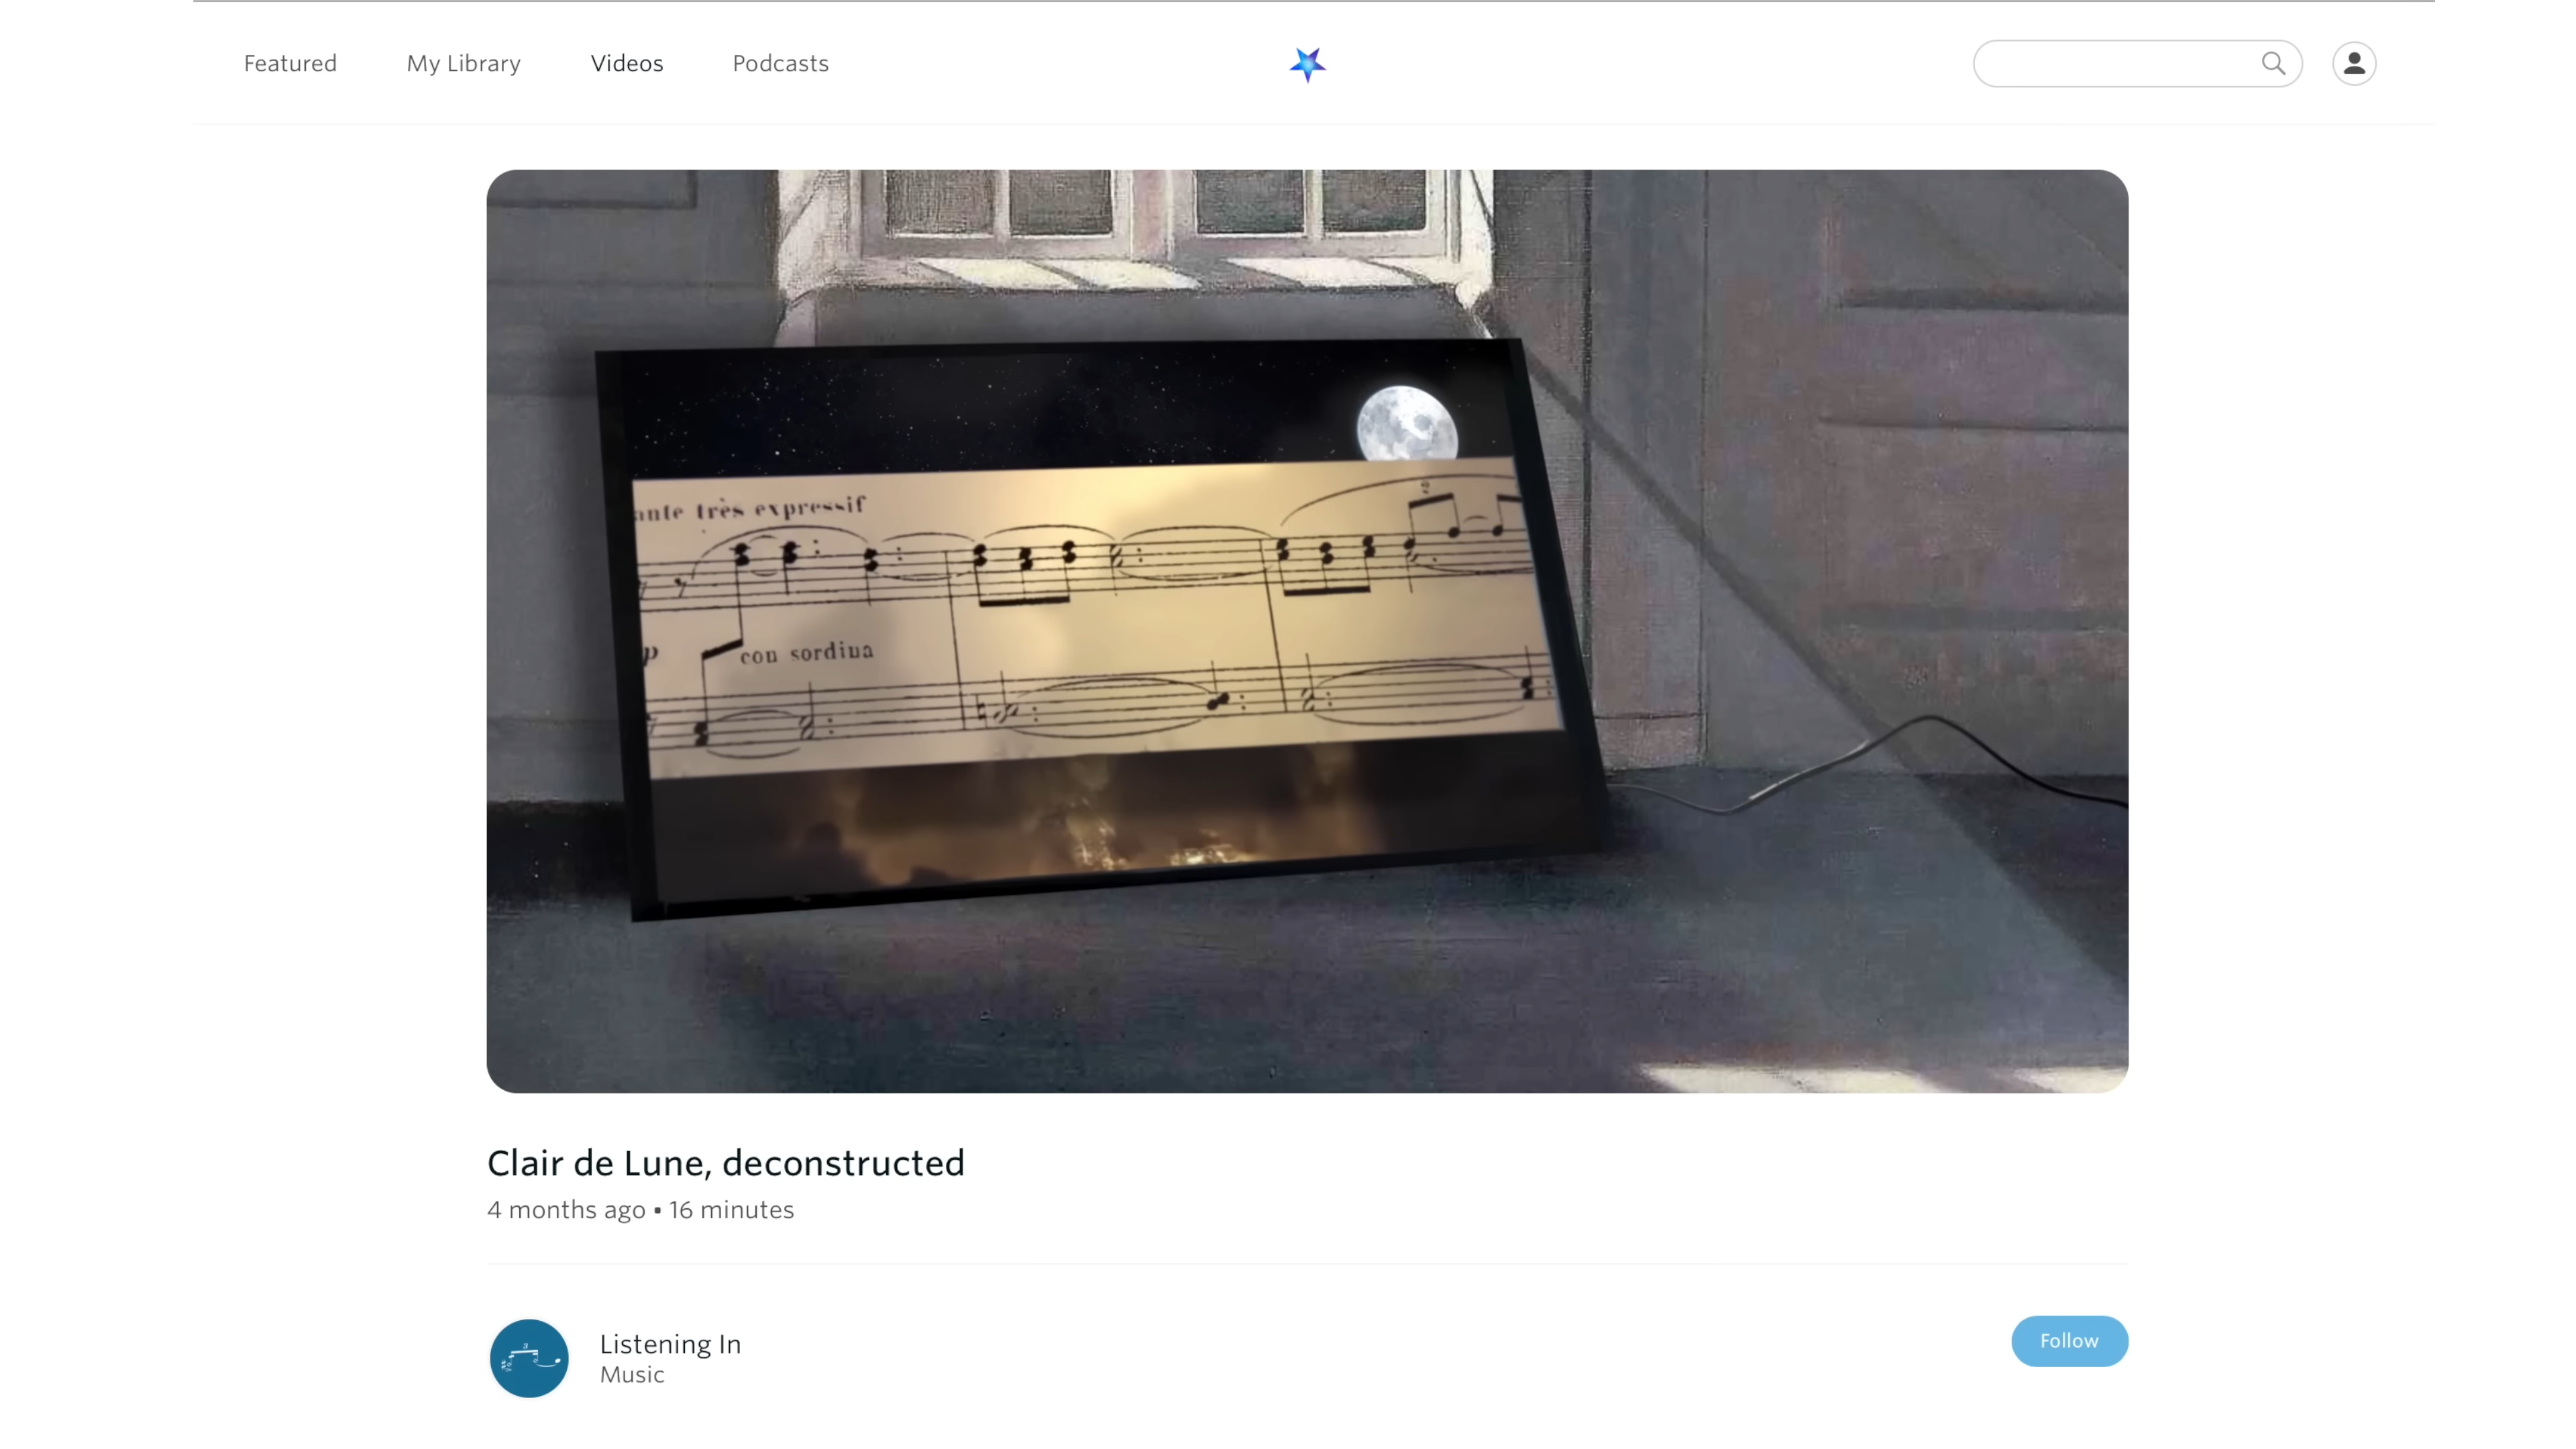 Featured My Library Videos Podcasts
ante très expressif
p
con sordina
Clair de Lune, deconstructed
4 months ago • 16 minutes
Listening In
Music
Follow